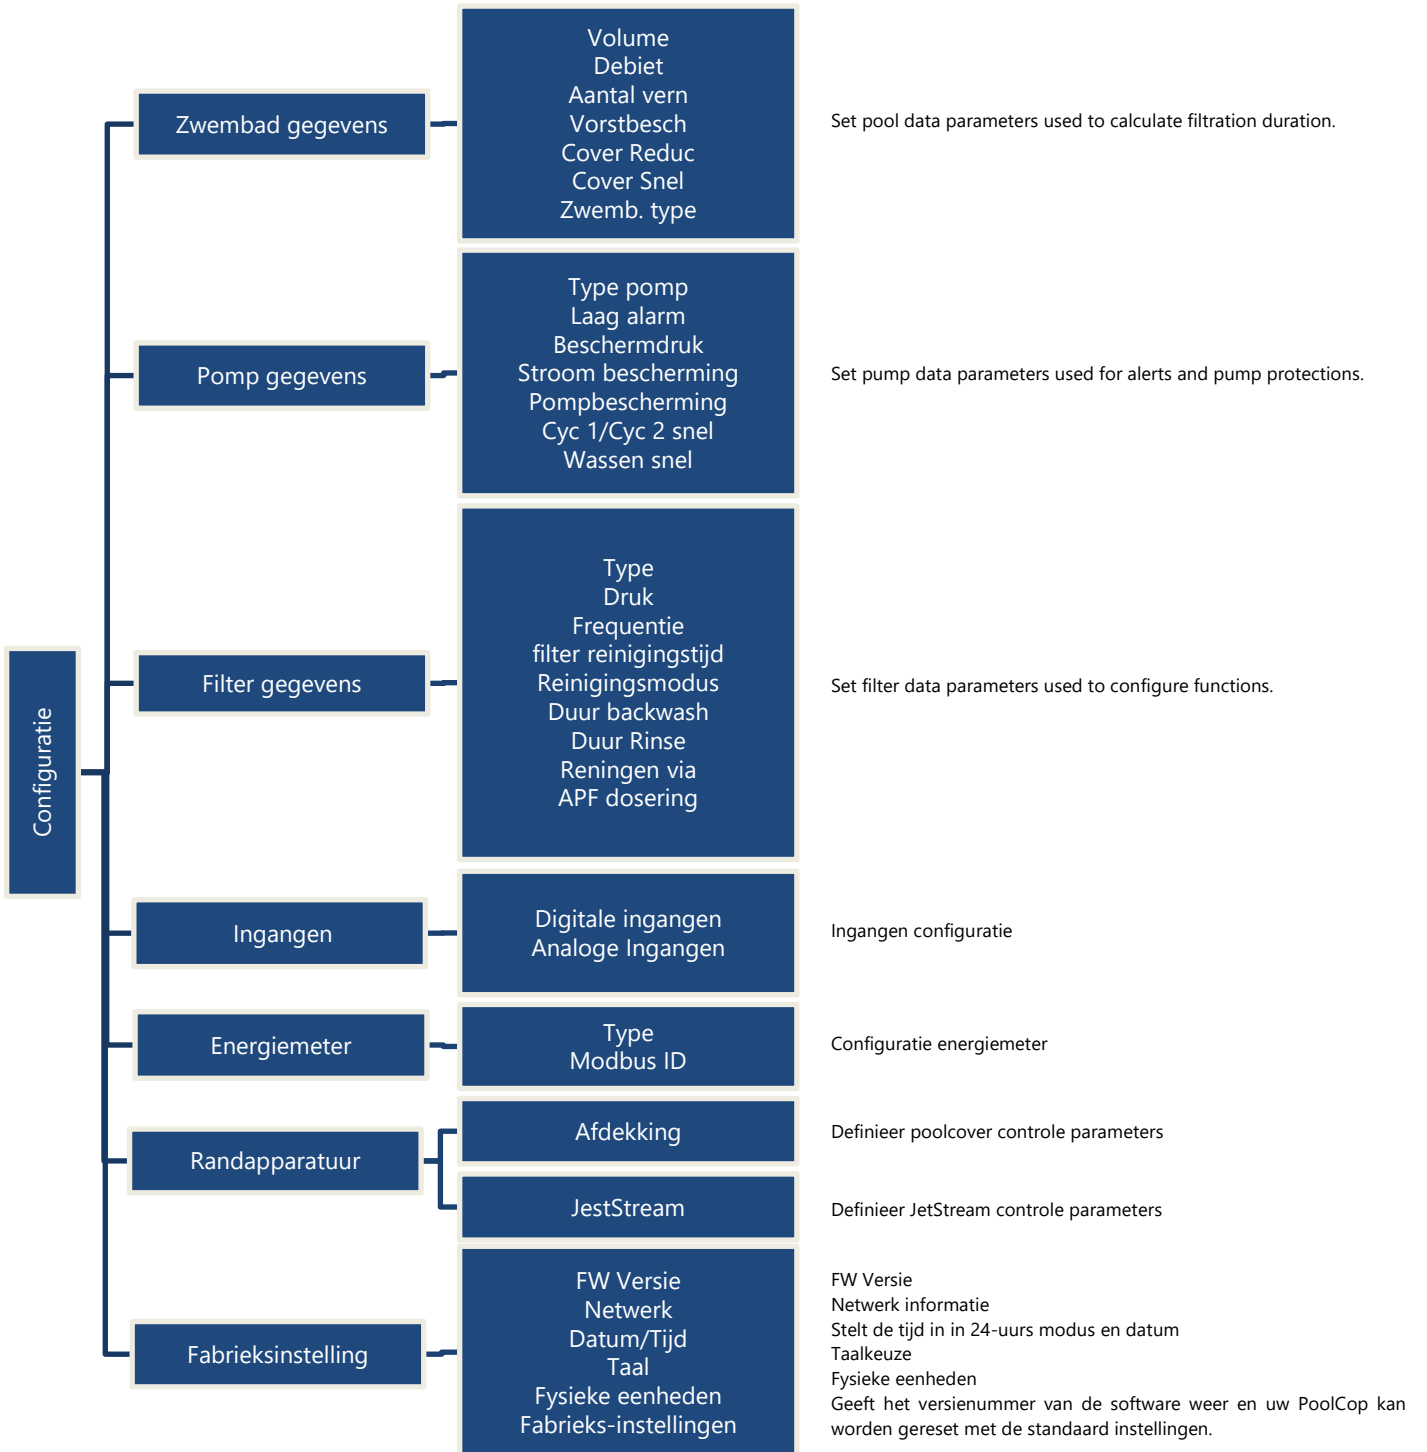 Configuratie
Zwembad gegevens
Volume
Debiet
Aantal vern
Vorstbesch
Cover Reduc
Cover Snel
Zwemb. type
Set pool data parameters used to calculate filtration duration.
Pomp gegevens
Type pomp
Laag alarm
Beschermdruk
Stroom bescherming
Pompbescherming
Cyc 1/Cyc 2 snel
Wassen snel
Set pump data parameters used for alerts and pump protections.
Filter gegevens
Type
Druk
Frequentie
filter reinigingstijd
Reinigingsmodus
Duur backwash
Duur Rinse
Reningen via
APF dosering
Set filter data parameters used to configure functions.
Ingangen
Digitale ingangen
Analoge Ingangen
Ingangen configuratie
Energiemeter
Type
Modbus ID
Configuratie energiemeter
Randapparatuur
Afdekking
Definieer poolcover controle parameters
JestStream
Definieer JetStream controle parameters
Fabrieksinstelling
FW Versie
Netwerk
Datum/Tijd
Taal
Fysieke eenheden
Fabrieks-instellingen
FW Versie
Netwerk informatie
Stelt de tijd in in 24-uurs modus en datum
Taalkeuze
Fysieke eenheden
Geeft het versienummer van de software weer en uw PoolCop kan
worden gereset met de standaard instellingen.